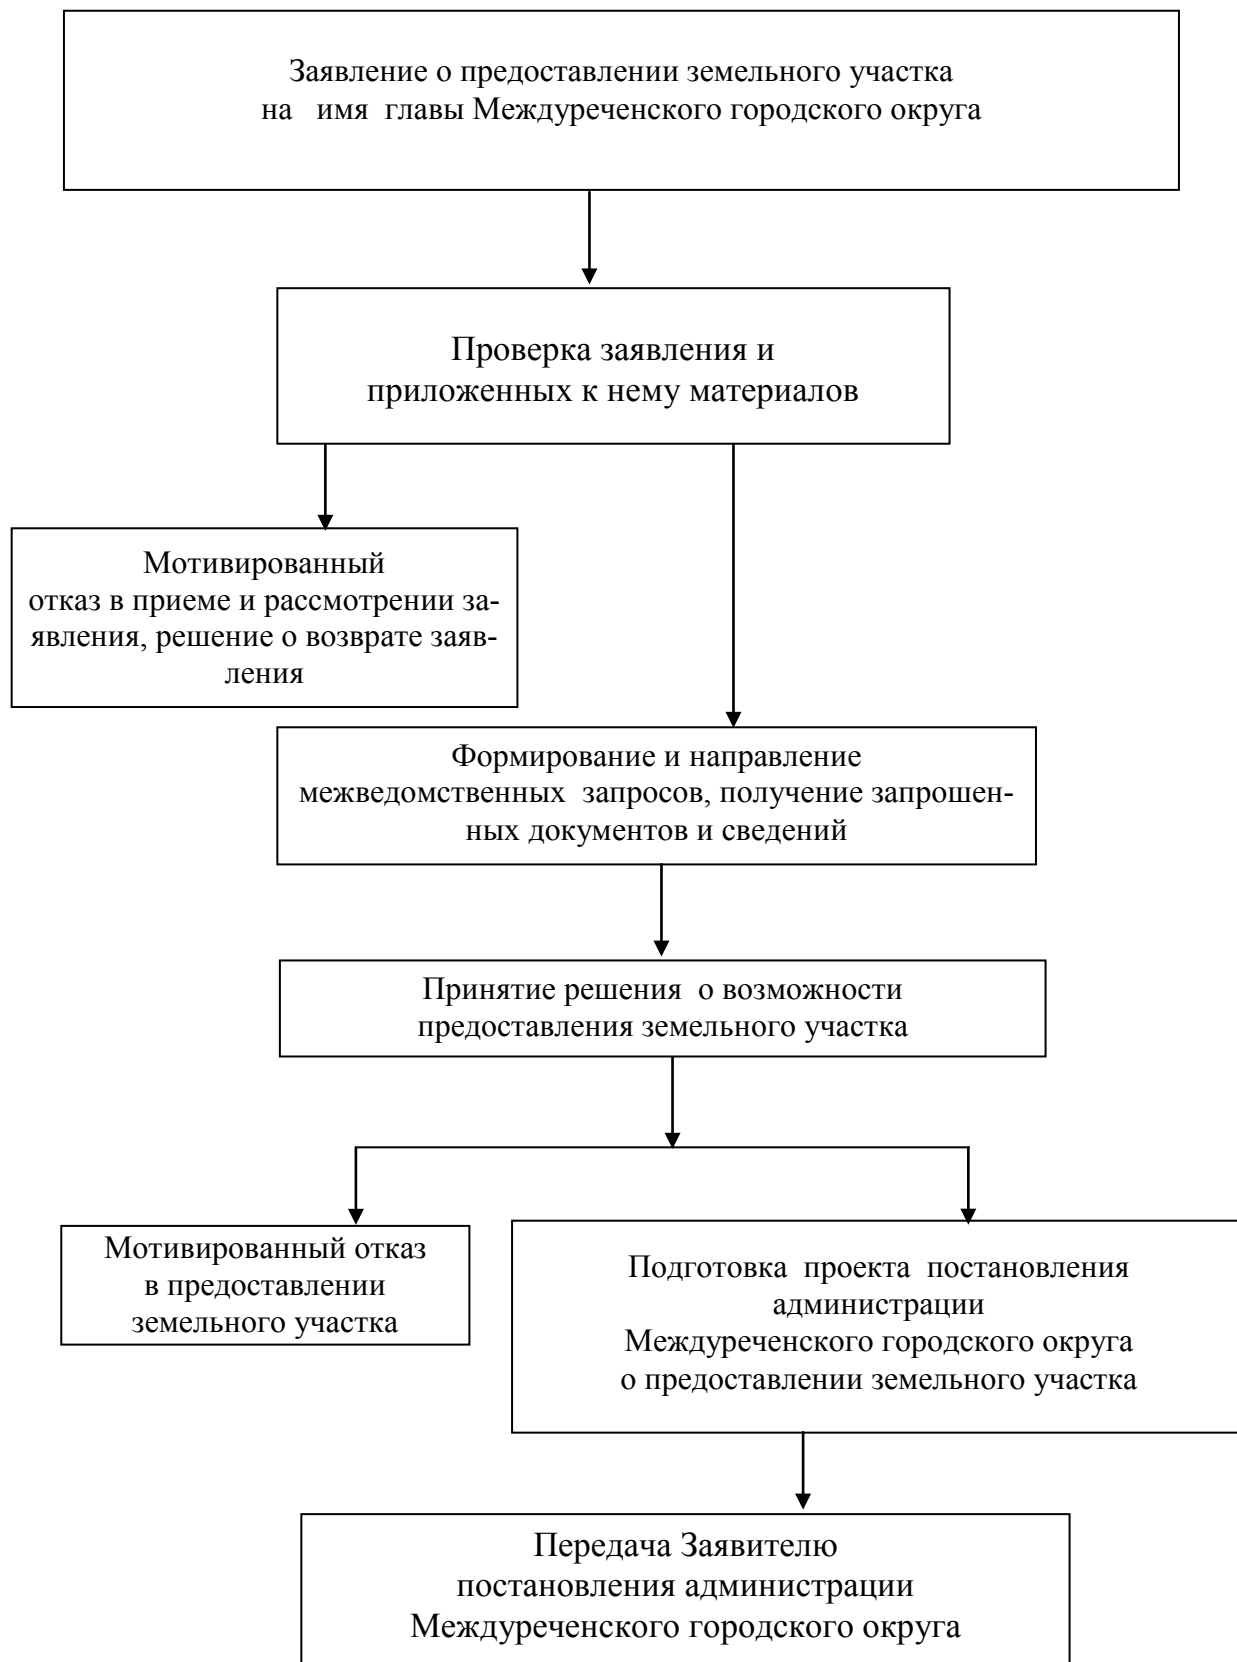 Заявление о предоставлении земельного участка
на имя главы Междуреченского городского округа
Проверка заявления и
приложенных к нему материалов
Мотивированный
отказ в приеме и рассмотрении за-
явления, решение о возврате заяв-
ления
Формирование и направление
межведомственных запросов, получение запрошен-
ных документов и сведений
Принятие решения о возможности
предоставления земельного участка
Мотивированный отказ
в предоставлении
земельного участка
Подготовка проекта постановления
администрации
Междуреченского городского округа
о предоставлении земельного участка
Передача Заявителю
постановления администрации
Междуреченского городского округа